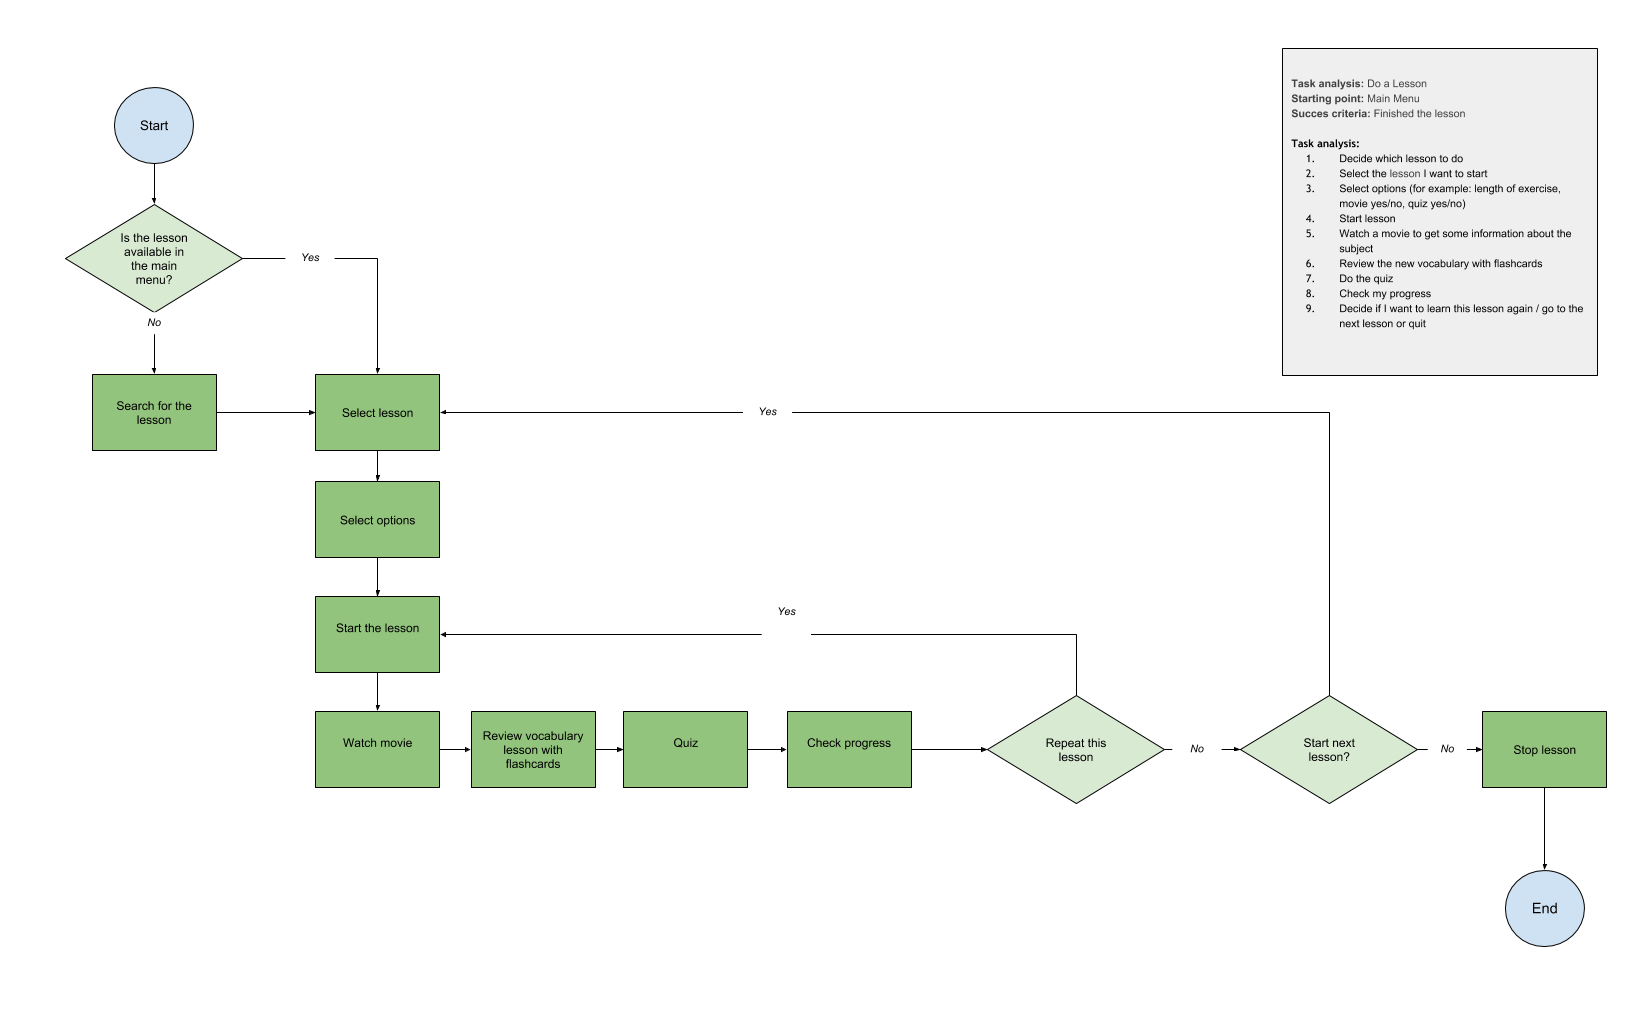 Task analysis: Do a Lesson
Starting point: Main Menu
Succes criteria: Finished the lesson
Task analysis:
1. Decide which lesson to do
2. Select the lesson I want to start
3. Select options (for example: length of exercise,
movie yes/no, quiz yes/no)
4. Start lesson
5. Watch a movie to get some information about the
subject
6. Review the new vocabulary with flashcards
7. Do the quiz
8. Check my progress
9. Decide if I want to learn this lesson again / go to the
next lesson or quit
Start
Is the lesson
available in
the main
menu?
Yes
No
Search for the
lesson
Select lesson
Yes
Select options
Start the lesson
Yes
Watch movie
Review vocabulary
lesson with
flashcards
Quiz
Check progress
Repeat this
lesson
No
Start next
lesson?
No
Stop lesson
End